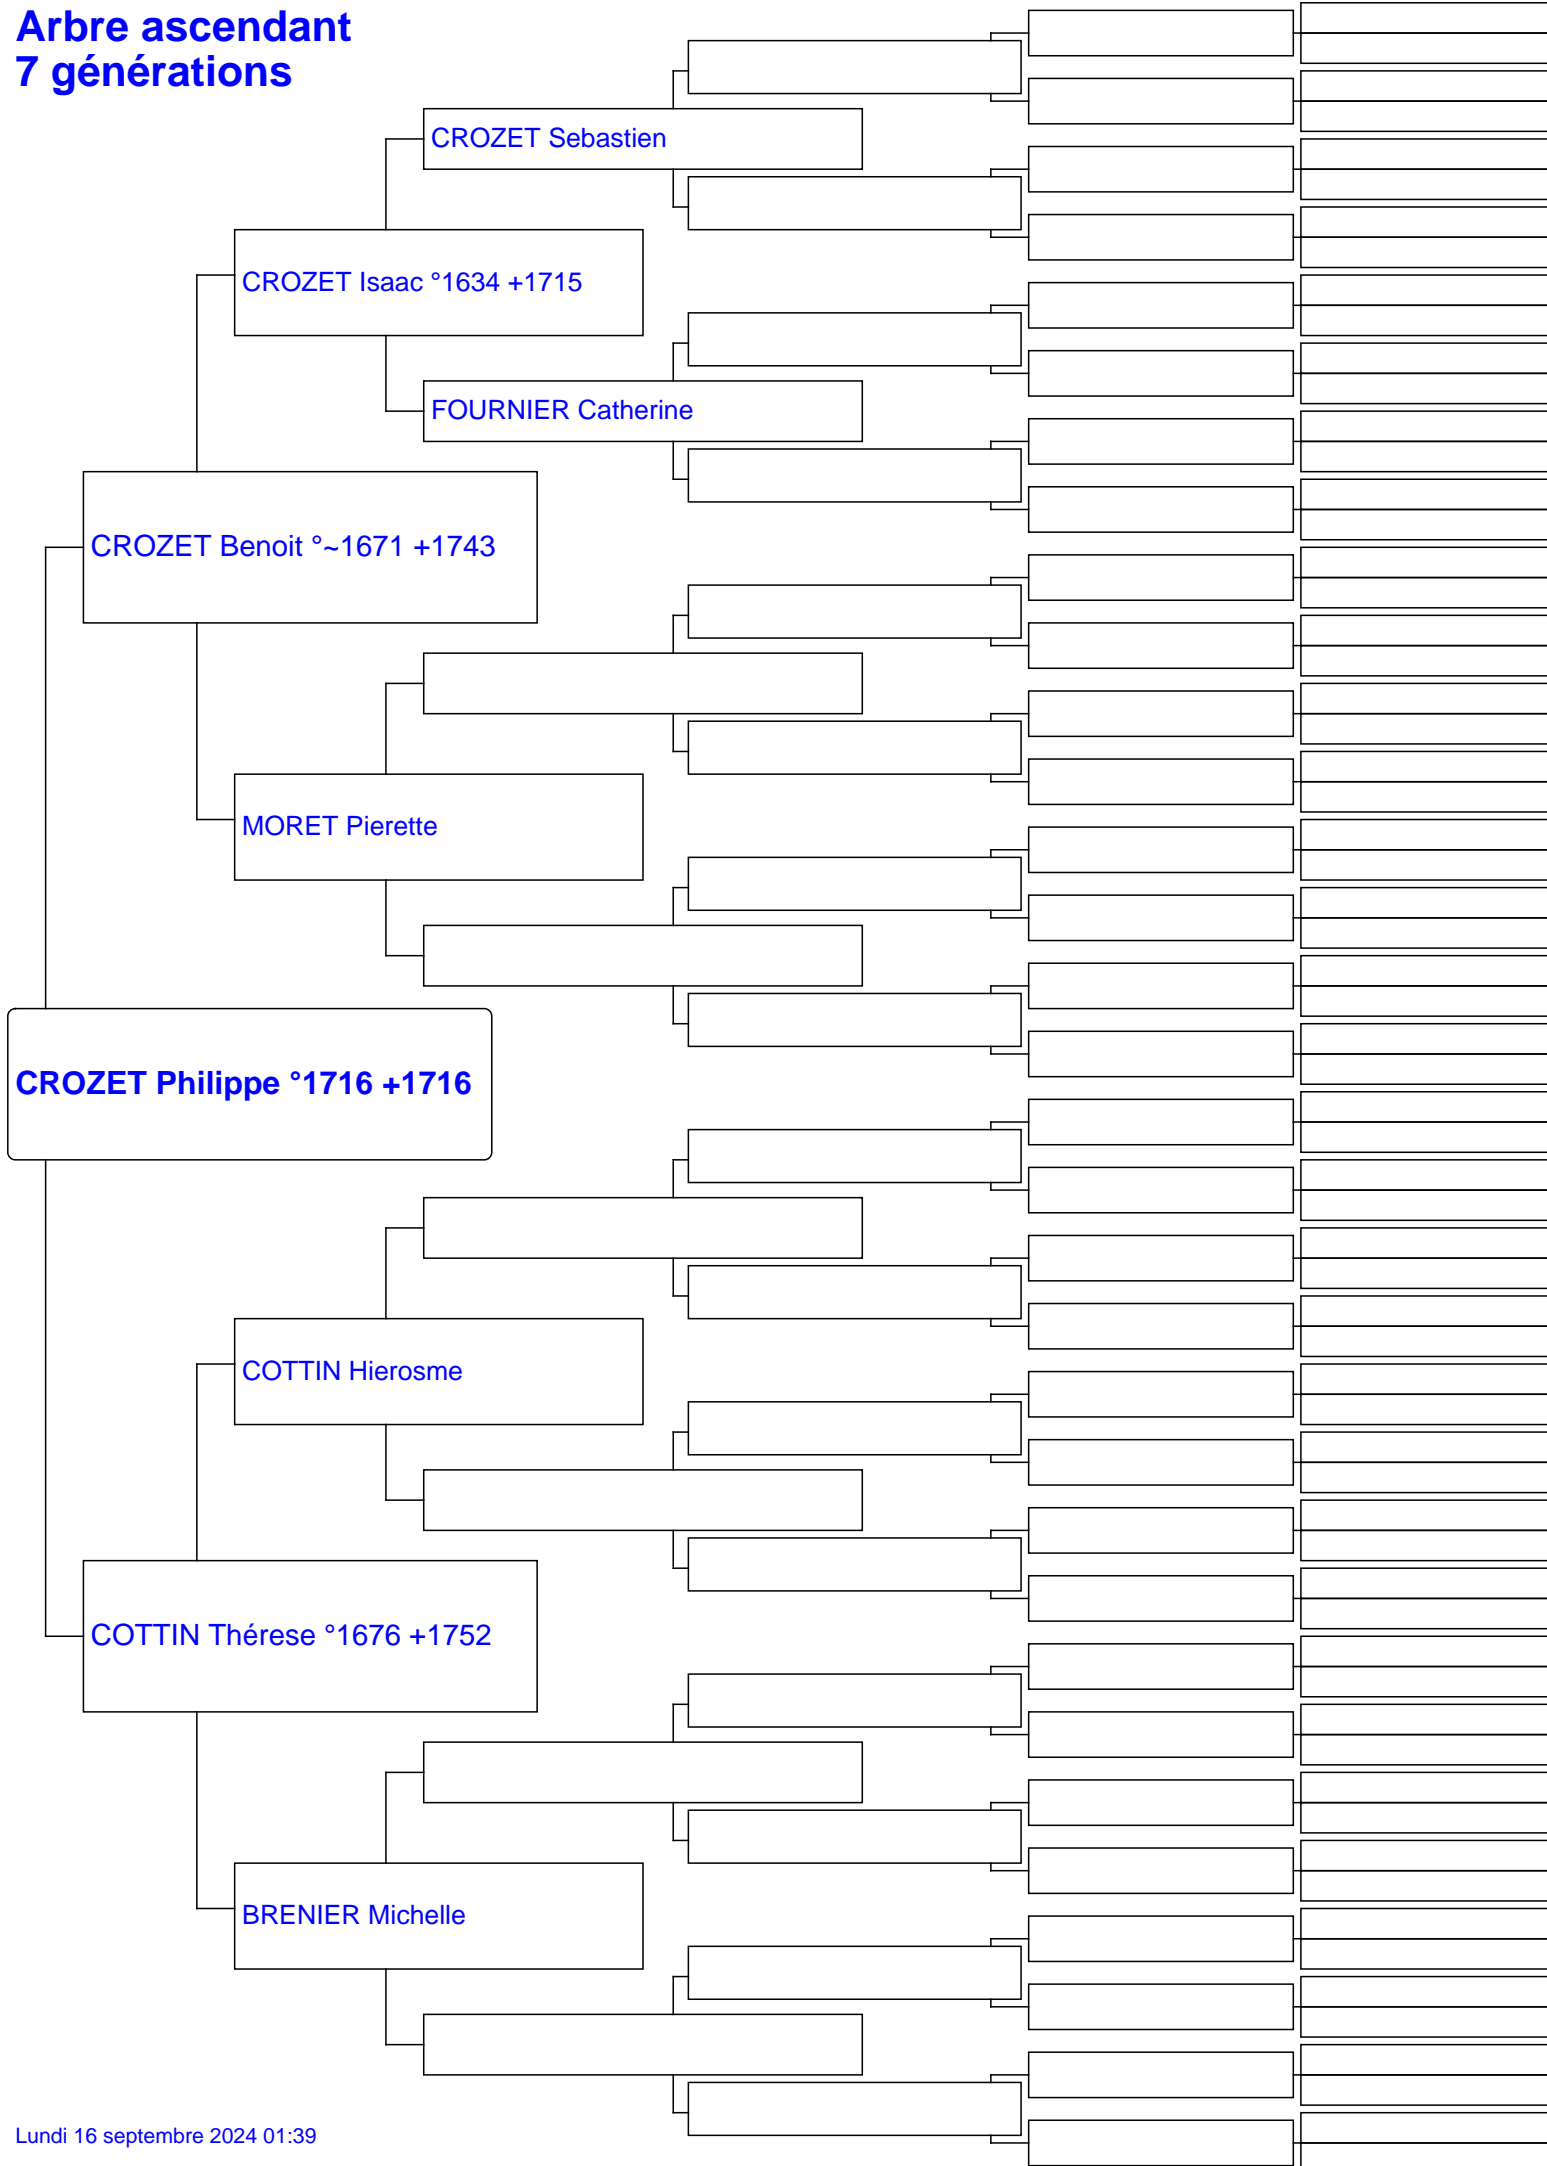 Arbre ascendant
7 générations
CROZET Sebastien
CROZET Isaac °1634 +1715
FOURNIER Catherine
CROZET Benoit °~1671 +1743
MORET Pierette
CROZET Philippe °1716 +1716
COTTIN Hierosme
COTTIN Thérese °1676 +1752
BRENIER Michelle
Lundi 16 septembre 2024 01:39